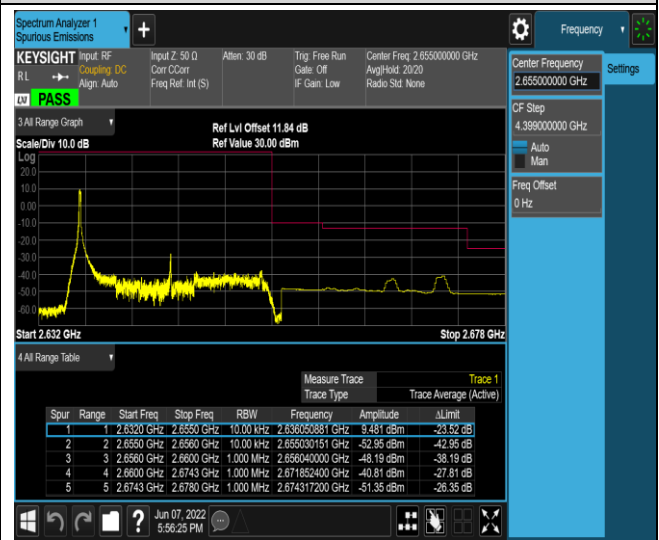 Spectrum Analyzer 1
Spurious Emissions
Frequency
KEYSIGHT Input: RF Input Z: 50 Ω Atten: 30 dB Trig: Free Run Center Freq: 2.655000000 GHz
R L Coupling: DC Corr CCorr Gate: Off Avg|Hold: 20/20
Align: Auto Freq Ref: Int (S) IF Gain: Low Radio Std: None
LXI PASS
3 All Range Graph
Ref Lvl Offset 11.84 dB
Scale/Div 10.0 dB Ref Value 30.00 dBm
Log
20.0
10.0
0.00
-10.0
-20.0
-30.0
-40.0
-50.0
-60.0
Start 2.632 GHz Stop 2.678 GHz
4 All Range Table
Measure Trace Trace 1
Trace Type Trace Average (Active)
Spur Range Start Freq Stop Freq RBW Frequency Amplitude ΔLimit
1 1 2.6320 GHz 2.6550 GHz 10.00 kHz 2.636050881 GHz 9.481 dBm -23.52 dB
2 2 2.6550 GHz 2.6560 GHz 10.00 kHz 2.655030151 GHz -52.95 dBm -42.95 dB
3 3 2.6560 GHz 2.6600 GHz 1.000 MHz 2.656040000 GHz -48.19 dBm -38.19 dB
4 4 2.6600 GHz 2.6743 GHz 1.000 MHz 2.671852400 GHz -40.81 dBm -27.81 dB
5 5 2.6743 GHz 2.6780 GHz 1.000 MHz 2.674317200 GHz -51.35 dBm -26.35 dB
Jun 07, 2022
5:56:25 PM
Center Frequency
2.655000000 GHz
Settings
CF Step
4.399000000 GHz
Auto
Man
Freq Offset
0 Hz